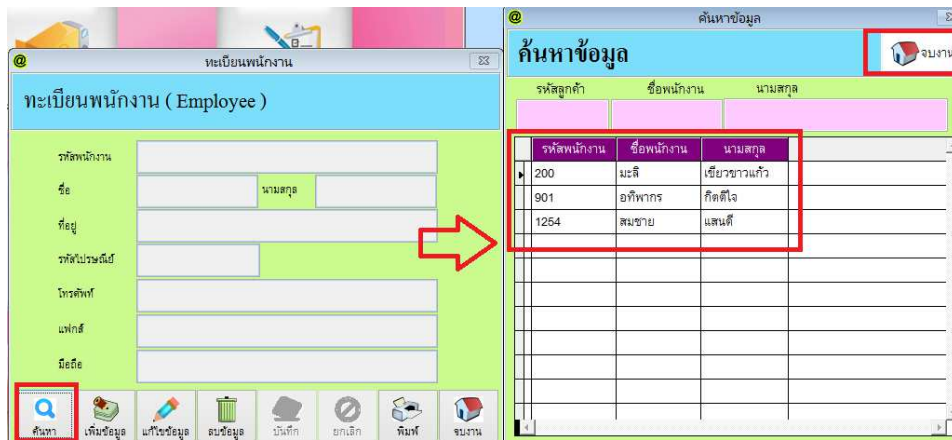 ทะเบียนพนักงาน
ทะเบียนพนักงาน ( Employee )
รหัสพนักงาน
ชื่อ นามสกุล
ที่อยู่
รหัสไปรษณีย์
โทรศัพท์
แฟกส์
มือถือ
ค้นหา เพิ่มข้อมูล แก้ไขข้อมูล ลบข้อมูล บันทึก ยกเลิก พิมพ์ จบงาน
ค้นหาข้อมูล
ค้นหาข้อมูล จบงาน
รหัสลูกค้า ชื่อพนักงาน นามสกุล
รหัสพนักงาน ชื่อพนักงาน นามสกุล
200 มะลิ เขียวขาวแก้ว
901 อทิพากร กิตติใจ
1254 สมชาย แสนดี